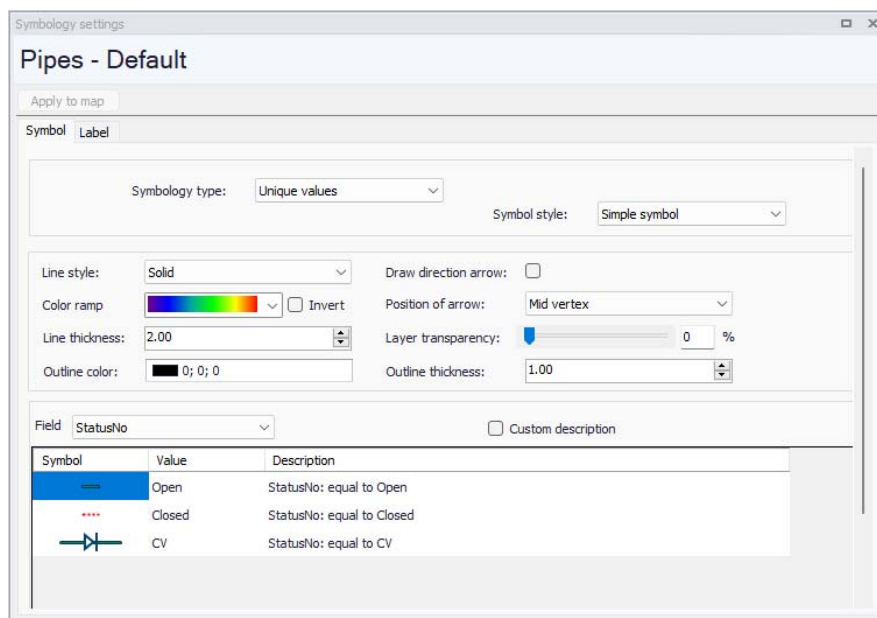 Symbology settings
Pipes - Default
Apply to map
Symbol Label
Symbology type: Unique values
Symbol style: Simple symbol
Line style: Solid Draw direction arrow:
Color ramp Invert Position of arrow: Mid vertex
Line thickness: 2.00 Layer transparency: 0 %
Outline color: 0; 0; 0 Outline thickness: 1.00
Field StatusNo Custom description
Symbol Value Description
Open StatusNo: equal to Open
Closed StatusNo: equal to Closed
CV StatusNo: equal to CV